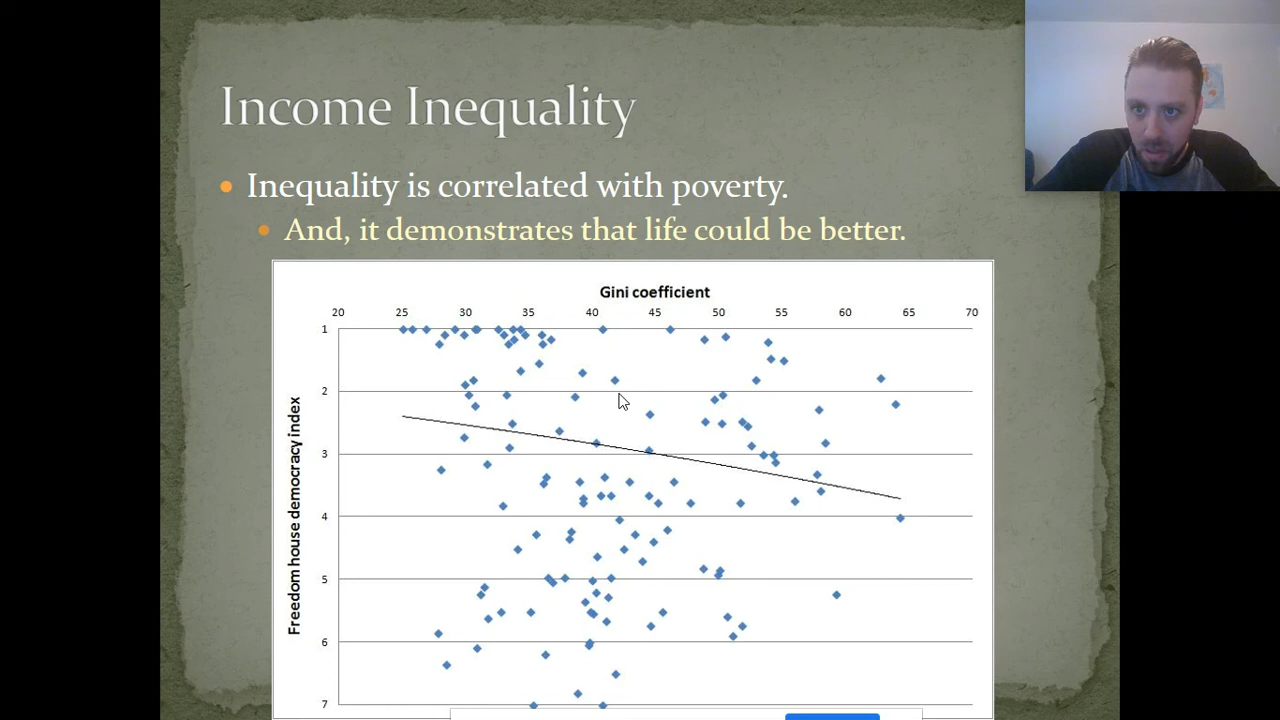 Income Inequality
Inequality is correlated with poverty.
And, it demonstrates that life could be better.
Gini coefficient
20 25 30 35 40 45 50 55 60 65 70
1
2
3
4
5
6
7
Freedom house democracy index